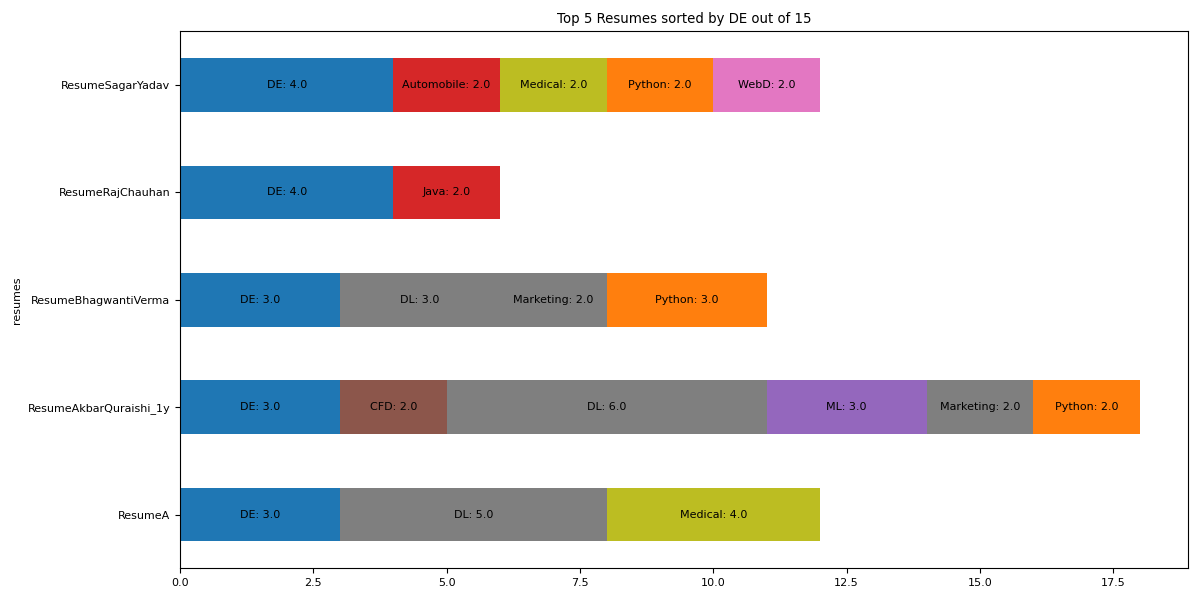 Top 5 Resumes sorted by DE out of 15
resumes
ResumeSagarYadav
DE: 4.0 Automobile: 2.0 Medical: 2.0 Python: 2.0 WebD: 2.0
ResumeRajChauhan
DE: 4.0 Java: 2.0
ResumeBhagwantiVerma
DE: 3.0 DL: 3.0 Marketing: 2.0 Python: 3.0
ResumeAkbarQuraishi_1y
DE: 3.0 CFD: 2.0 DL: 6.0 ML: 3.0 Marketing: 2.0 Python: 2.0
ResumeA
DE: 3.0 DL: 5.0 Medical: 4.0
0.0 2.5 5.0 7.5 10.0 12.5 15.0 17.5